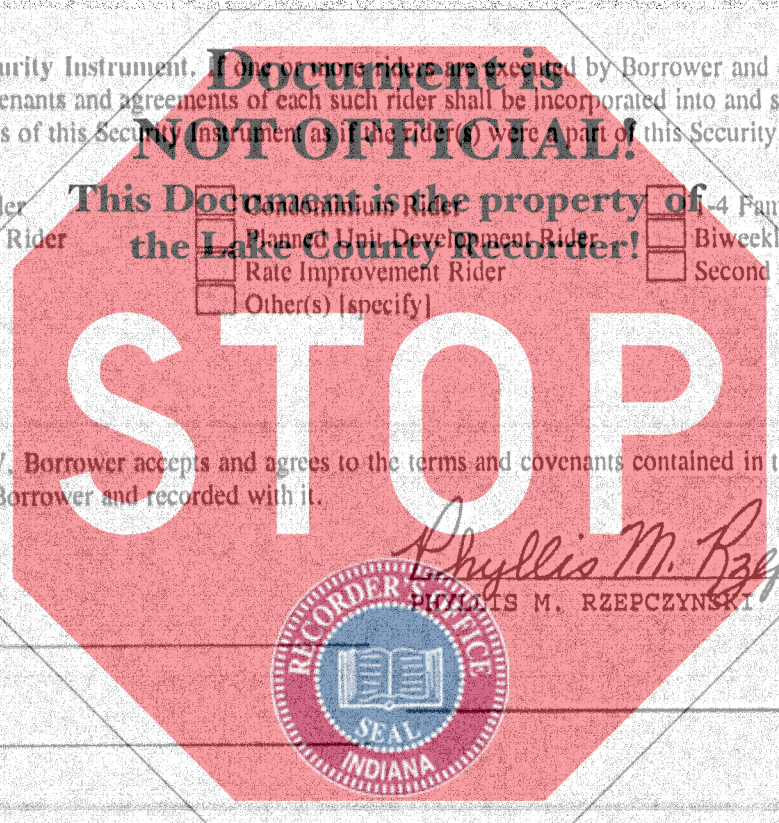 urity Instrument. If one or more riders are executed by Borrower and
Document is
enants and agreements of each such rider shall be incorporated into and s
s of this Security Instrument as if the rider(s) were a part of this Security
NOT OFFICIAL!
This Document is the property of
der Condominium Rider 1-4 Fam
Rider Planned Unit Development Rider Biweekl
the Lake County Recorder!
Rate Improvement Rider Second
Other(s) [specify]
STOP
Borrower accepts and agrees to the terms and covenants contained in t
Borrower and recorded with it.
Phyllis M. Rzep
PHYLLIS M. RZEPCZYNSKI
RECORDER'S OFFICE
SEAL
INDIANA